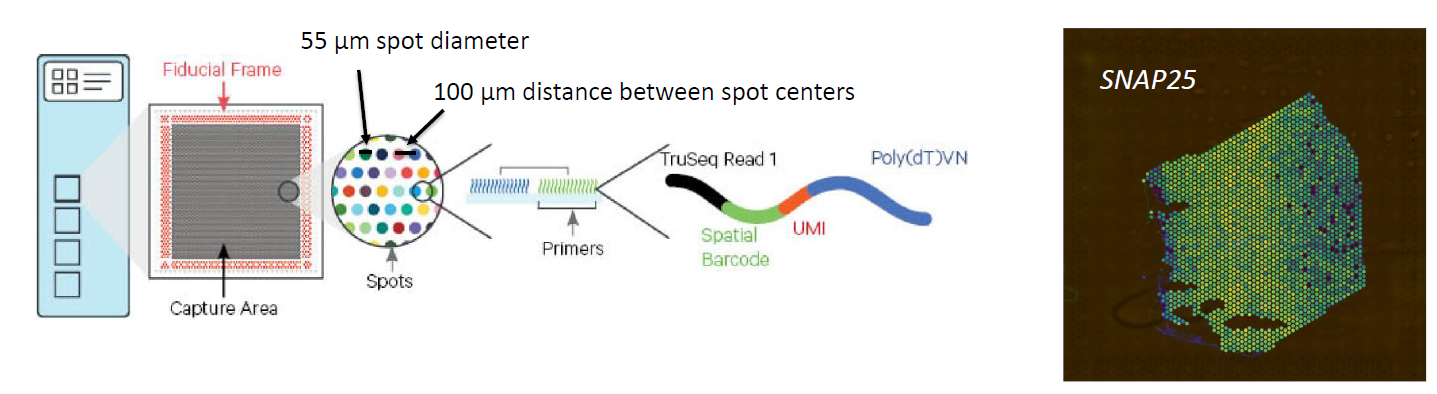 55 µm spot diameter
Fiducial Frame
100 µm distance between spot centers
SNAP25
TruSeq Read 1
Poly(dT)VN
UMI
Spatial
Barcode
Primers
Spots
Capture Area